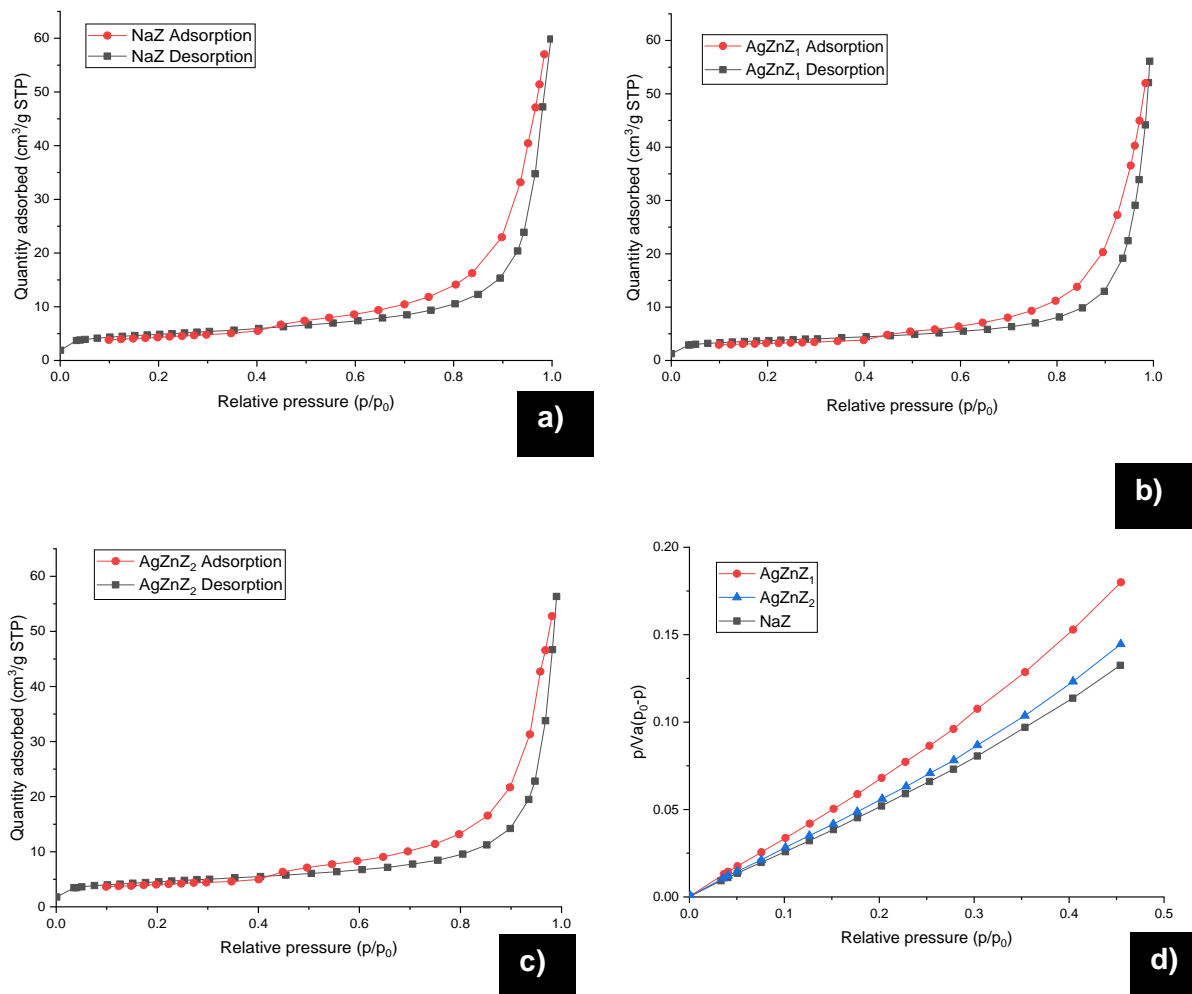 NaZ Adsorption
NaZ Desorption
Quantity adsorbed (cm³/g STP)
60
50
40
30
20
10
0
0.0 0.2 0.4 0.6 0.8 1.0
Relative pressure (p/p₀)
a)
AgZnZ₁ Adsorption
AgZnZ₁ Desorption
Quantity adsorbed (cm³/g STP)
60
50
40
30
20
10
0
0.0 0.2 0.4 0.6 0.8 1.0
Relative pressure (p/p₀)
b)
AgZnZ₂ Adsorption
AgZnZ₂ Desorption
Quantity adsorbed (cm³/g STP)
60
50
40
30
20
10
0
0.0 0.2 0.4 0.6 0.8 1.0
Relative pressure (p/p₀)
c)
AgZnZ₁
AgZnZ₂
NaZ
p/Va(p₀-p)
0.20
0.15
0.10
0.05
0.00
0.0 0.1 0.2 0.3 0.4 0.5
Relative pressure (p/p₀)
d)